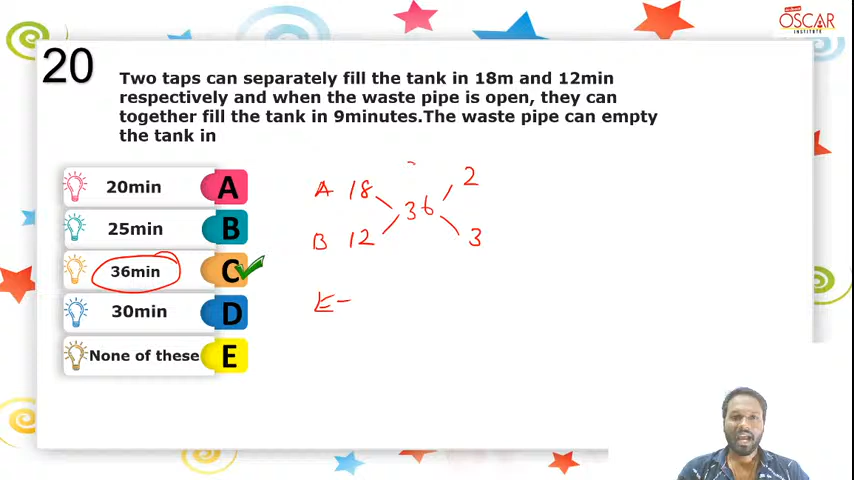 an advanced
OSCAR
INSTITUTE
20
Two taps can separately fill the tank in 18m and 12min
respectively and when the waste pipe is open, they can
together fill the tank in 9minutes.The waste pipe can empty
the tank in
20min A
25min B
36min C
30min D
None of these E
A 18 36 2
B 12 3
E-